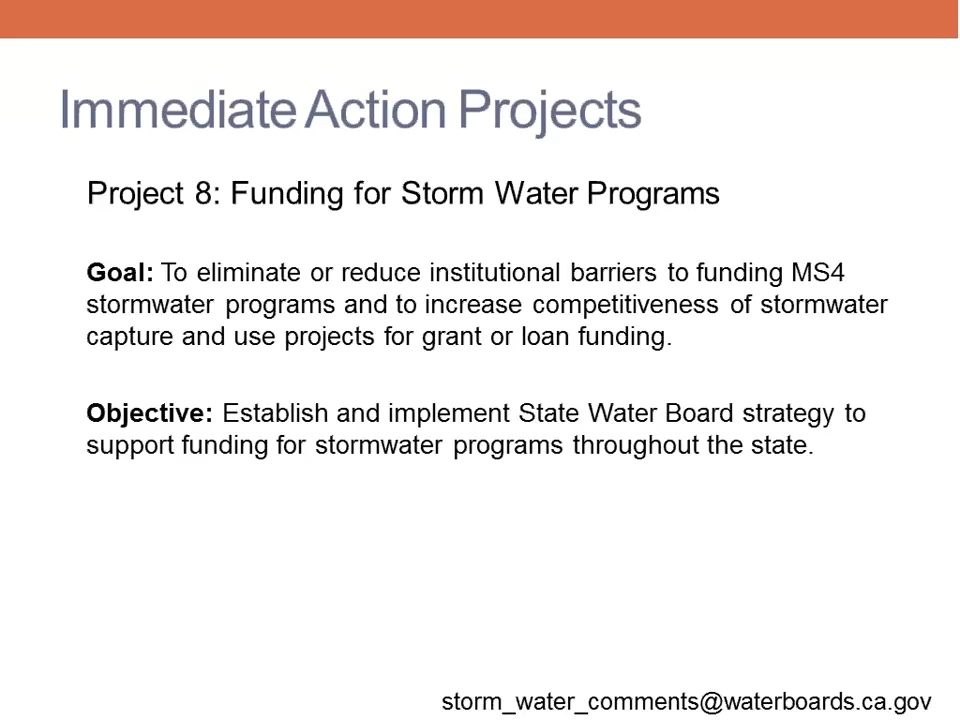 Immediate Action Projects
Project 8: Funding for Storm Water Programs
Goal: To eliminate or reduce institutional barriers to funding MS4
stormwater programs and to increase competitiveness of stormwater
capture and use projects for grant or loan funding.
Objective: Establish and implement State Water Board strategy to
support funding for stormwater programs throughout the state.
storm_water_comments@waterboards.ca.gov